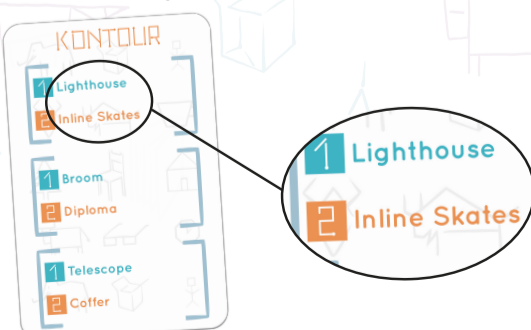 KONTOUR
1 Lighthouse
2 Inline Skates
1 Broom
2 Diploma
1 Telescope
2 Coffer
1 Lighthouse
2 Inline Skates